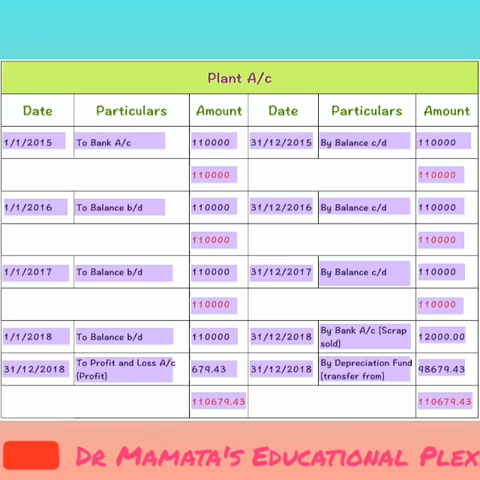 Plant A/c
Date Particulars Amount Date Particulars Amount
1/1/2015 To Bank A/c 110000 31/12/2015 By Balance c/d 110000
110000 110000
1/1/2016 To Balance b/d 110000 31/12/2016 By Balance c/d 110000
110000 110000
1/1/2017 To Balance b/d 110000 31/12/2017 By Balance c/d 110000
110000 110000
1/1/2018 To Balance b/d 110000 31/12/2018 By Bank A/c (Scrap sold) 12000.00
31/12/2018 To Profit and Loss A/c (Profit) 679.43 31/12/2018 By Depreciation Fund (transfer from) 98679.43
110679.43 110679.43
Dr Mamata's Educational Plex